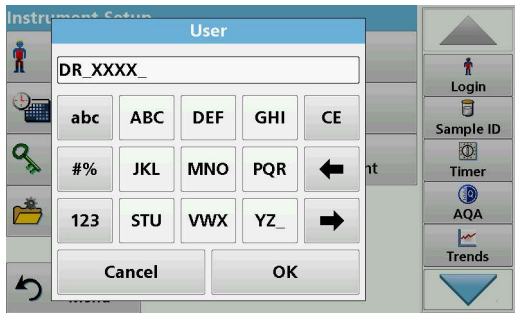 Instrument Setup
User
DR_XXXX_
abc ABC DEF GHI CE
#% JKL MNO PQR
123 STU VWX YZ_
Cancel OK
Menu
Login
Sample ID
Timer
AQA
Trends